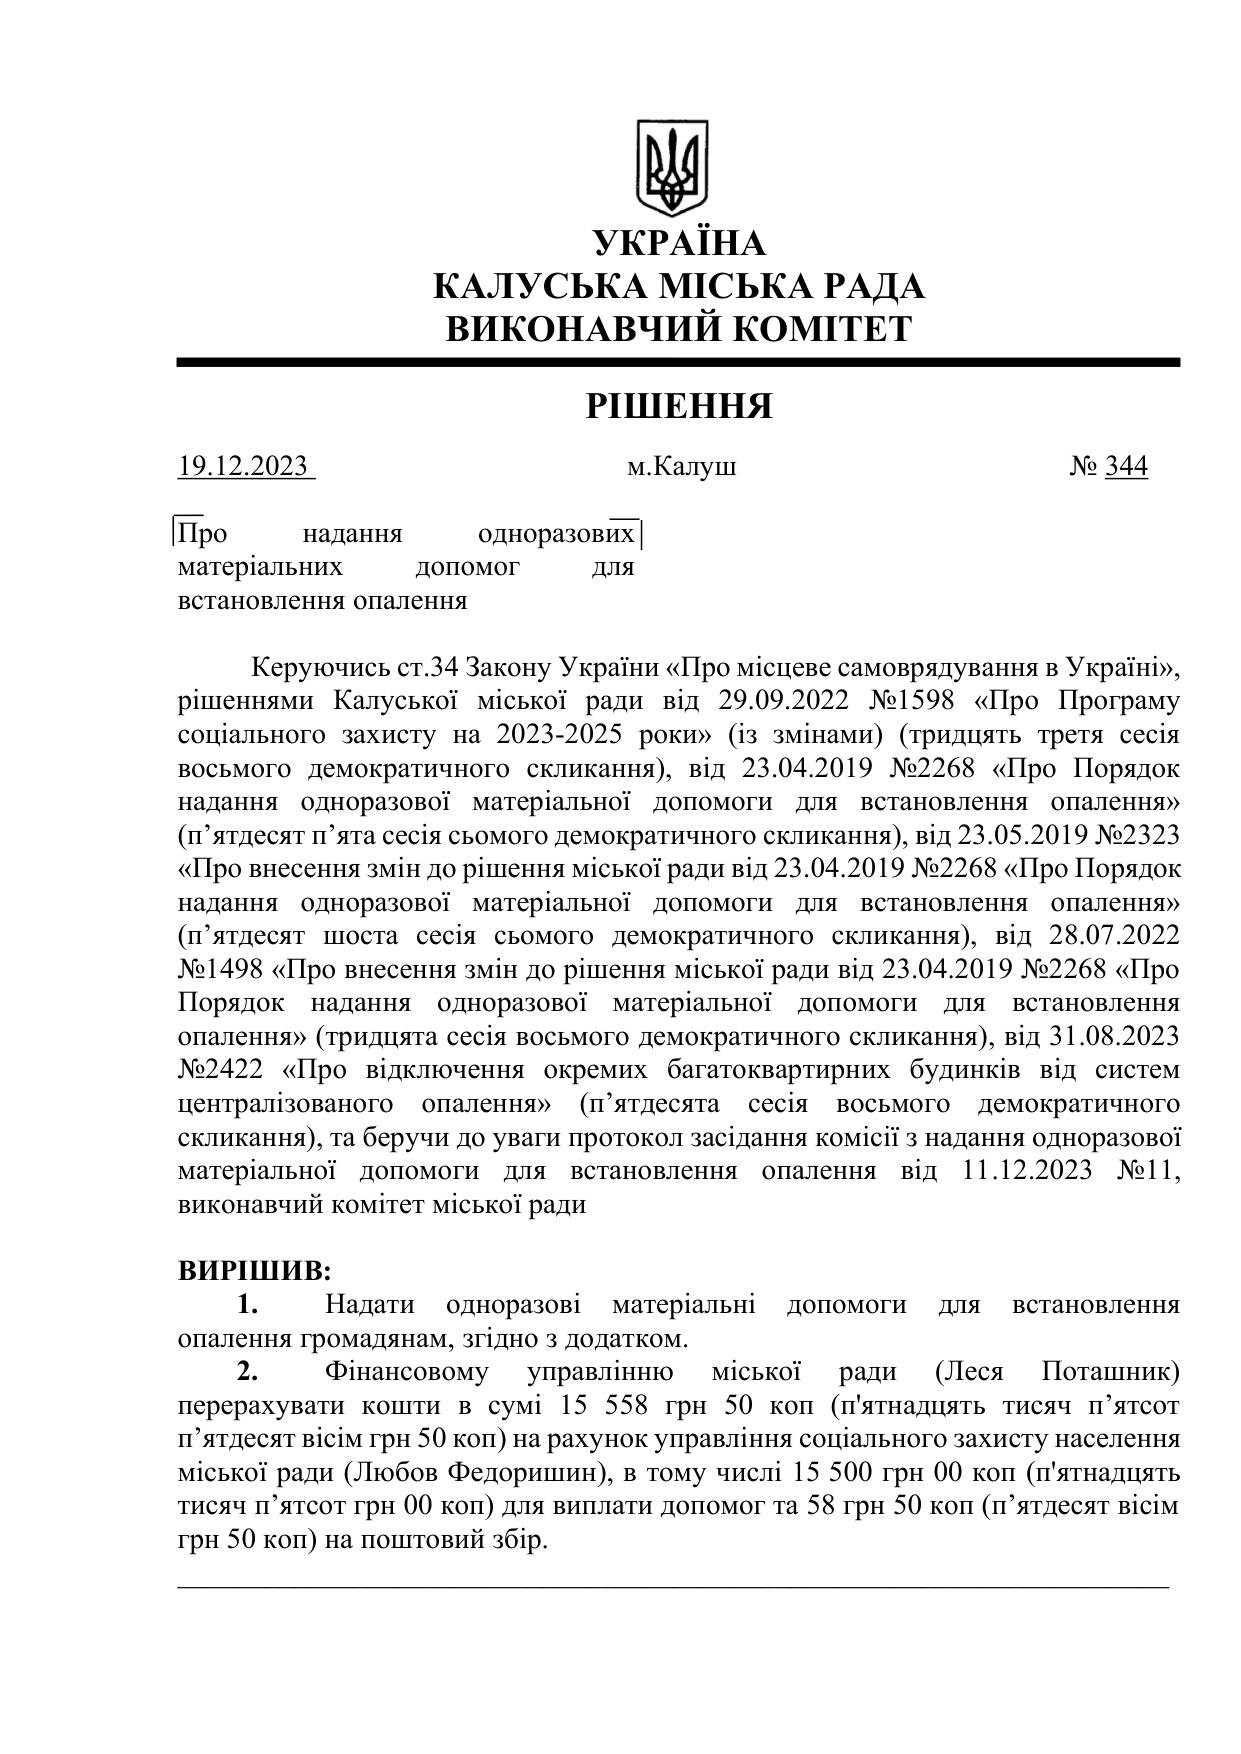 УКРАЇНА
КАЛУСЬКА МІСЬКА РАДА
ВИКОНАВЧИЙ КОМІТЕТ
РІШЕННЯ
19.12.2023 м.Калуш № 344
Про надання одноразових
матеріальних допомог для
встановлення опалення
Керуючись ст.34 Закону України «Про місцеве самоврядування в Україні»,
рішеннями Калуської міської ради від 29.09.2022 №1598 «Про Програму
соціального захисту на 2023-2025 роки» (із змінами) (тридцять третя сесія
восьмого демократичного скликання), від 23.04.2019 №2268 «Про Порядок
надання одноразової матеріальної допомоги для встановлення опалення»
(п’ятдесят п’ята сесія сьомого демократичного скликання), від 23.05.2019 №2323
«Про внесення змін до рішення міської ради від 23.04.2019 №2268 «Про Порядок
надання одноразової матеріальної допомоги для встановлення опалення»
(п’ятдесят шоста сесія сьомого демократичного скликання), від 28.07.2022
№1498 «Про внесення змін до рішення міської ради від 23.04.2019 №2268 «Про
Порядок надання одноразової матеріальної допомоги для встановлення
опалення» (тридцята сесія восьмого демократичного скликання), від 31.08.2023
№2422 «Про відключення окремих багатоквартирних будинків від систем
централізованого опалення» (п’ятдесята сесія восьмого демократичного
скликання), та беручи до уваги протокол засідання комісії з надання одноразової
матеріальної допомоги для встановлення опалення від 11.12.2023 №11,
виконавчий комітет міської ради
ВИРІШИВ:
1. Надати одноразові матеріальні допомоги для встановлення
опалення громадянам, згідно з додатком.
2. Фінансовому управлінню міської ради (Леся Поташник)
перерахувати кошти в сумі 15 558 грн 50 коп (п'ятнадцять тисяч п’ятсот
п’ятдесят вісім грн 50 коп) на рахунок управління соціального захисту населення
міської ради (Любов Федоришин), в тому числі 15 500 грн 00 коп (п'ятнадцять
тисяч п’ятсот грн 00 коп) для виплати допомог та 58 грн 50 коп (п’ятдесят вісім
грн 50 коп) на поштовий збір.